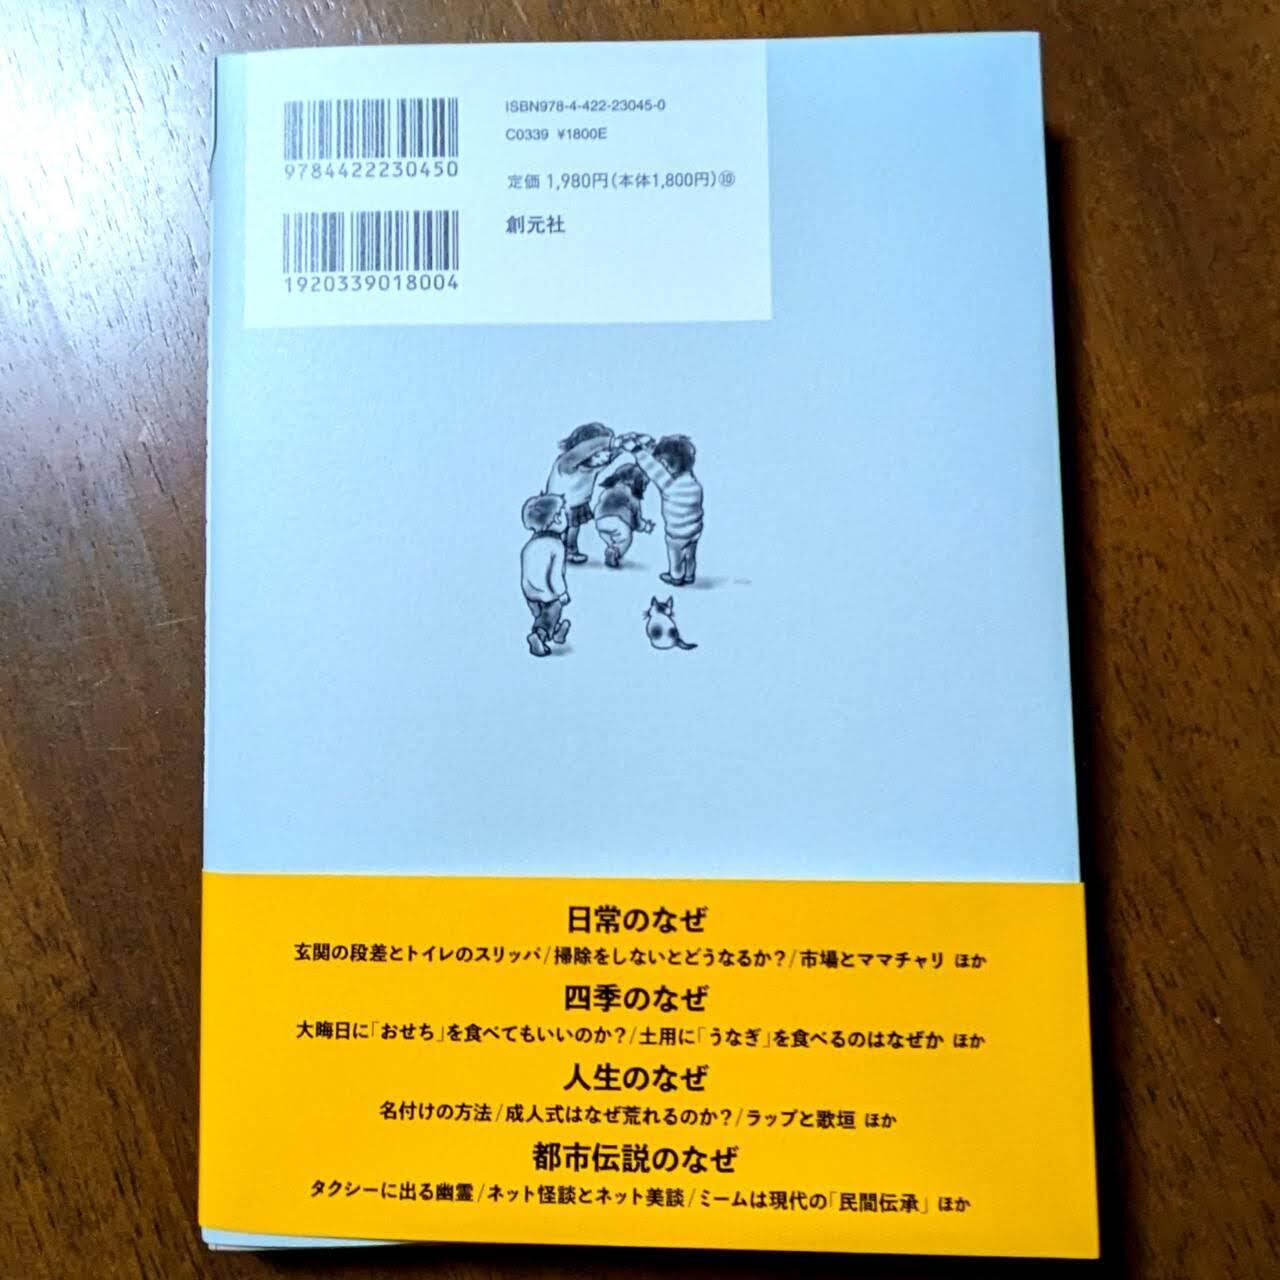 ISBN978-4-422-23045-0
C0339 ¥1800E
9784422230450
定価 1,980円(本体1,800円)⑩
創元社
1920339018004
日常のなぜ
玄関の段差とトイレのスリッパ/掃除をしないとどうなるか?/市場とママチャリ ほか
四季のなぜ
大晦日に「おせち」を食べてもいいのか?/土用に「うなぎ」を食べるのはなぜか ほか
人生のなぜ
名付けの方法/成人式はなぜ荒れるのか?/ラップと歌垣 ほか
都市伝説のなぜ
タクシーに出る幽霊/ネット怪談とネット美談/ミームは現代の「民間伝承」 ほか